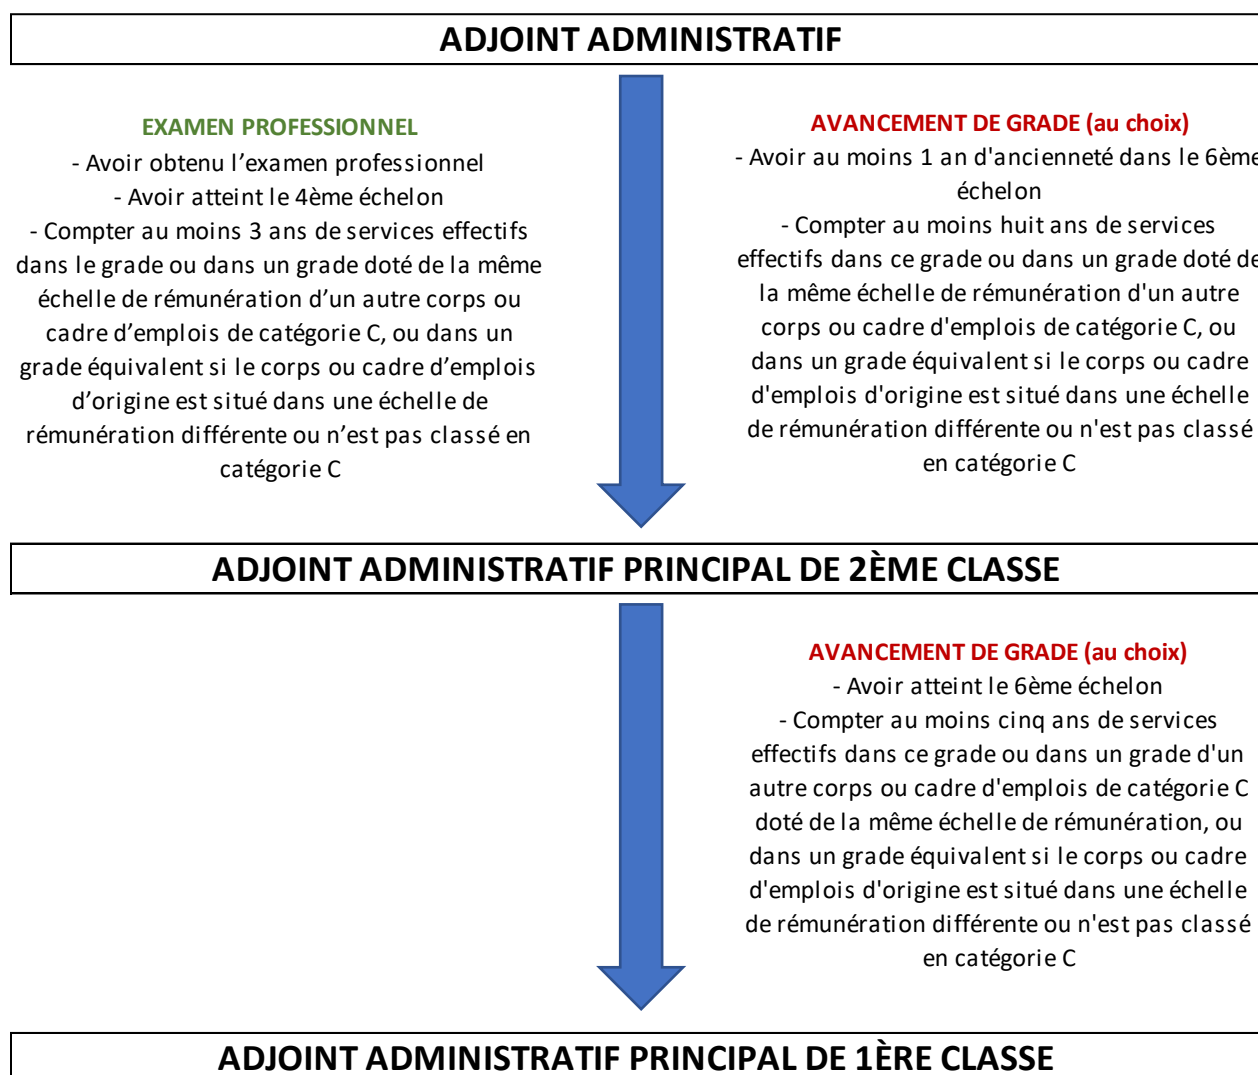 ADJOINT ADMINISTRATIF
EXAMEN PROFESSIONNEL
- Avoir obtenu l’examen professionnel
- Avoir atteint le 4ème échelon
- Compter au moins 3 ans de services effectifs
dans le grade ou dans un grade doté de la même
échelle de rémunération d’un autre corps ou
cadre d’emplois de catégorie C, ou dans un
grade équivalent si le corps ou cadre d’emplois
d’origine est situé dans une échelle de
rémunération différente ou n’est pas classé en
catégorie C
AVANCEMENT DE GRADE (au choix)
- Avoir au moins 1 an d'ancienneté dans le 6ème
échelon
- Compter au moins huit ans de services
effectifs dans ce grade ou dans un grade doté de
la même échelle de rémunération d'un autre
corps ou cadre d'emplois de catégorie C, ou
dans un grade équivalent si le corps ou cadre
d'emplois d'origine est situé dans une échelle
de rémunération différente ou n'est pas classé
en catégorie C
ADJOINT ADMINISTRATIF PRINCIPAL DE 2ÈME CLASSE
AVANCEMENT DE GRADE (au choix)
- Avoir atteint le 6ème échelon
- Compter au moins cinq ans de services
effectifs dans ce grade ou dans un grade d'un
autre corps ou cadre d'emplois de catégorie C
doté de la même échelle de rémunération, ou
dans un grade équivalent si le corps ou cadre
d'emplois d'origine est situé dans une échelle
de rémunération différente ou n'est pas classé
en catégorie C
ADJOINT ADMINISTRATIF PRINCIPAL DE 1ÈRE CLASSE